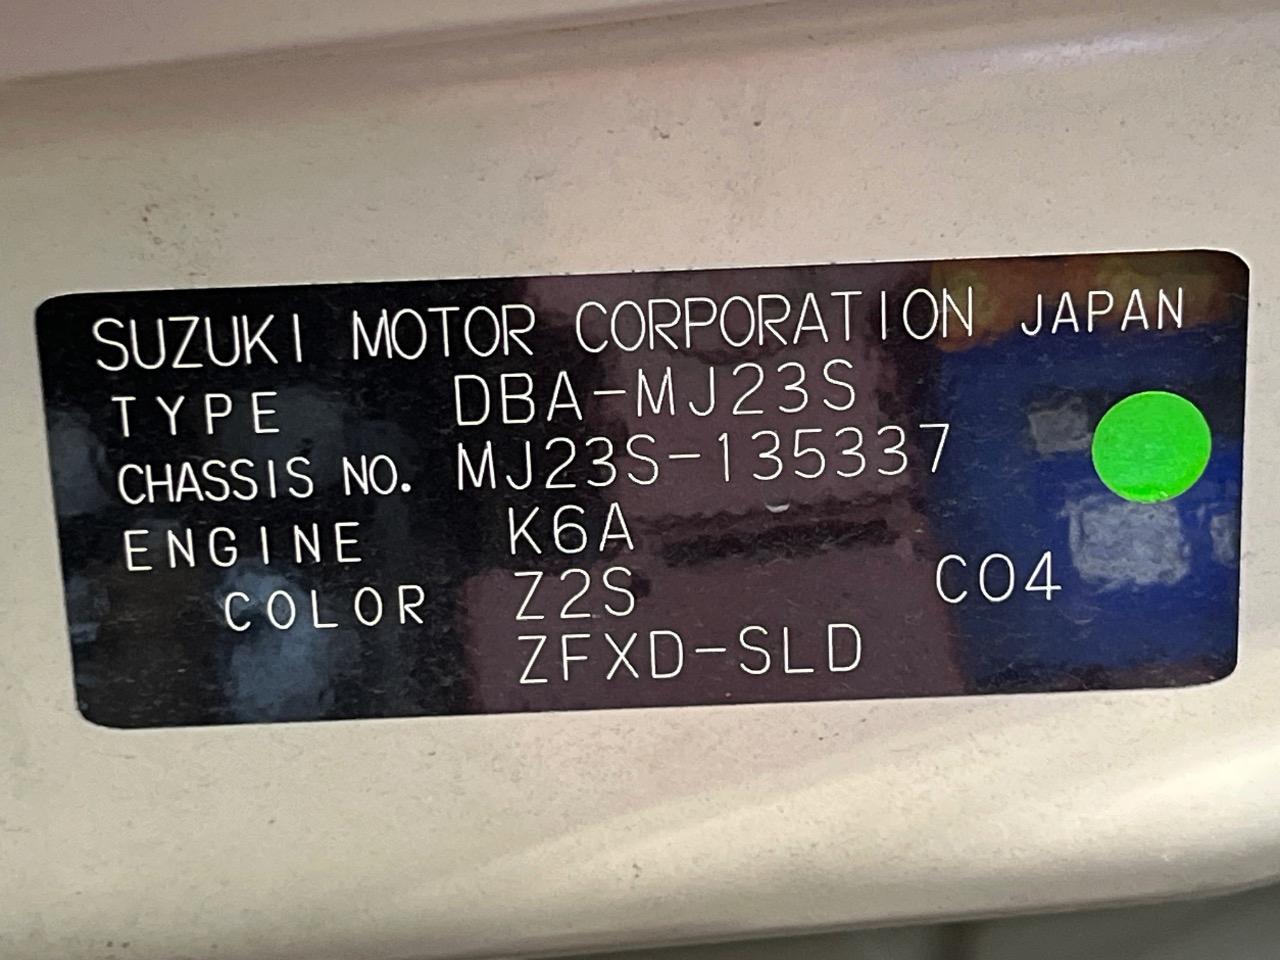 SUZUKI MOTOR CORPORATION JAPAN
TYPE DBA-MJ23S
CHASSIS NO. MJ23S-135337
ENGINE K6A
COLOR Z2S C04
ZFXD-SLD